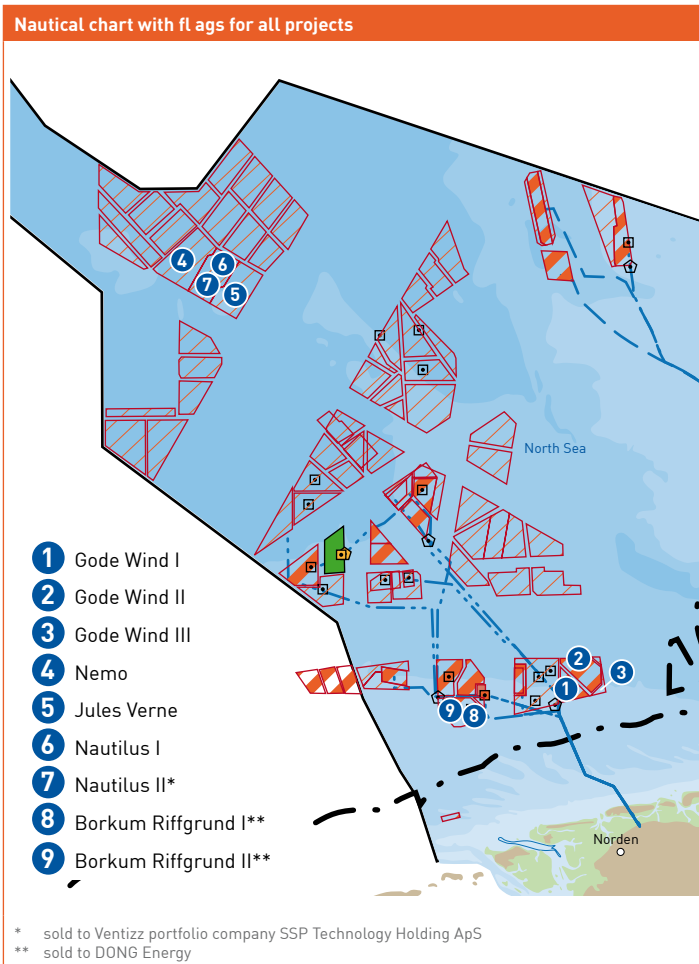 Nautical chart with fl ags for all projects
4
6
7
5
North Sea
1 Gode Wind I
2 Gode Wind II
3 Gode Wind III
4 Nemo
5 Jules Verne
6 Nautilus I
7 Nautilus II*
8 Borkum Riffgrund I**
9 Borkum Riffgrund II**
2
3
1
9
8
Norden
* sold to Ventizz portfolio company SSP Technology Holding ApS
** sold to DONG Energy